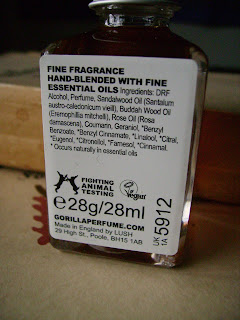 FINE FRAGRANCE
HAND-BLENDED WITH FINE
ESSENTIAL OILS Ingredients: DRF
Alcohol, Perfume, Sandalwood Oil (Santalum
austro-caledonicum vieill), Buddah Wood Oil
(Eremophilia mitchelli), Rose Oil (Rosa
damascena), Coumarin, Geraniol, *Benzyl
Benzoate, *Benzyl Cinnamate, *Linalool, *Citral,
*Eugenol, *Citronellol, *Farnesol, *Cinnamal.
* Occurs naturally in essential oils
FIGHTING
ANIMAL
TESTING
Vegan
℮28g/28ml
GORILLAPERFUME.COM
Made in England by LUSH
29 High St., Poole, BH15 1AB
UK 5912
1A